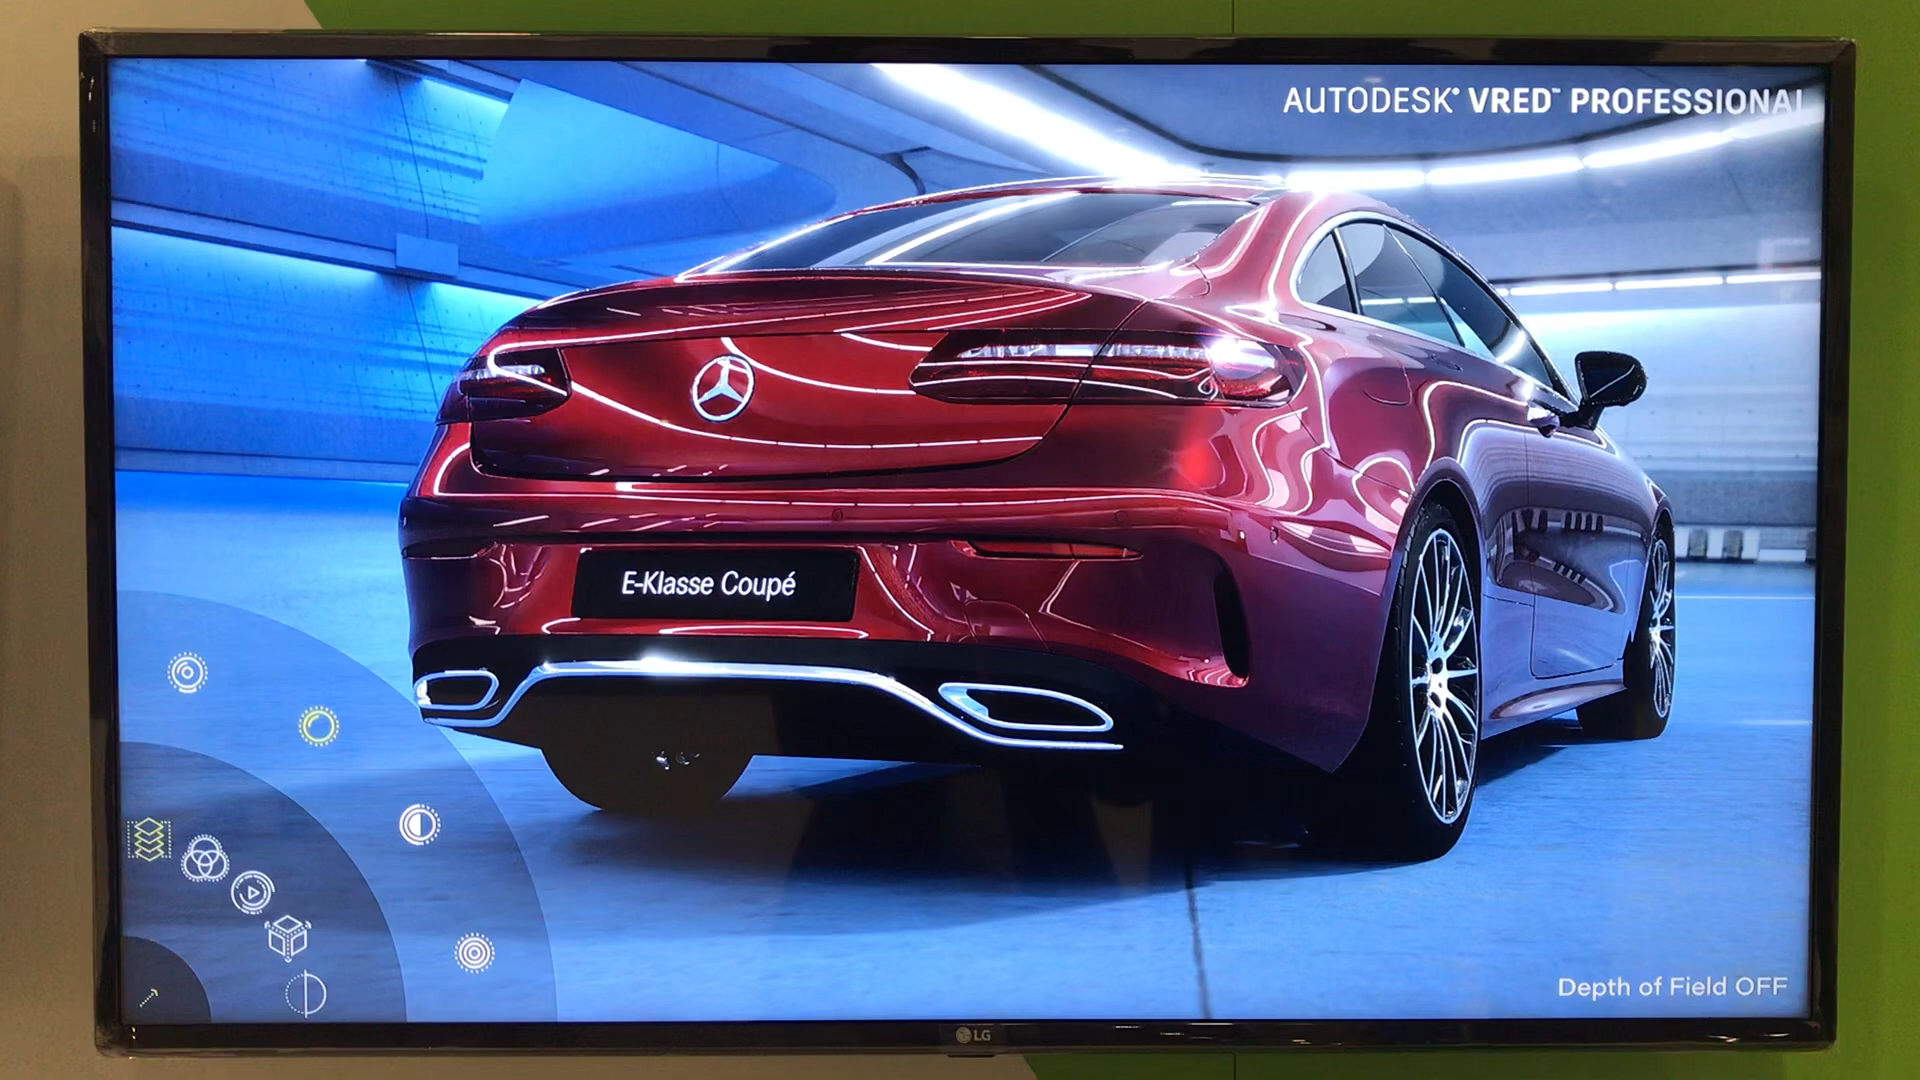 AUTODESK® VRED™ PROFESSIONAL
E-Klasse Coupé
Depth of Field OFF
LG